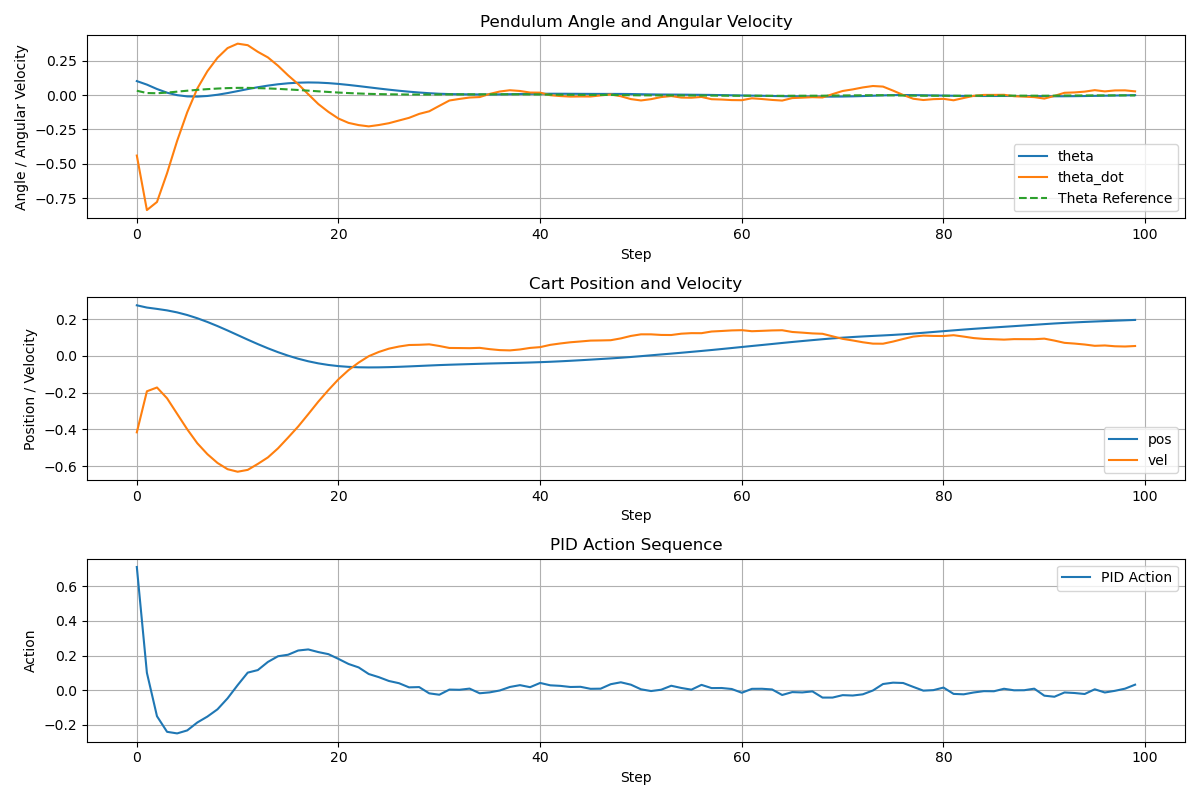 Pendulum Angle and Angular Velocity
Angle / Angular Velocity
0.25
0.00
−0.25
−0.50
−0.75
theta
theta_dot
Theta Reference
0 20 40 60 80 100
Step
Cart Position and Velocity
Position / Velocity
0.2
0.0
−0.2
−0.4
−0.6
pos
vel
0 20 40 60 80 100
Step
PID Action Sequence
Action
0.6
0.4
0.2
0.0
−0.2
PID Action
0 20 40 60 80 100
Step